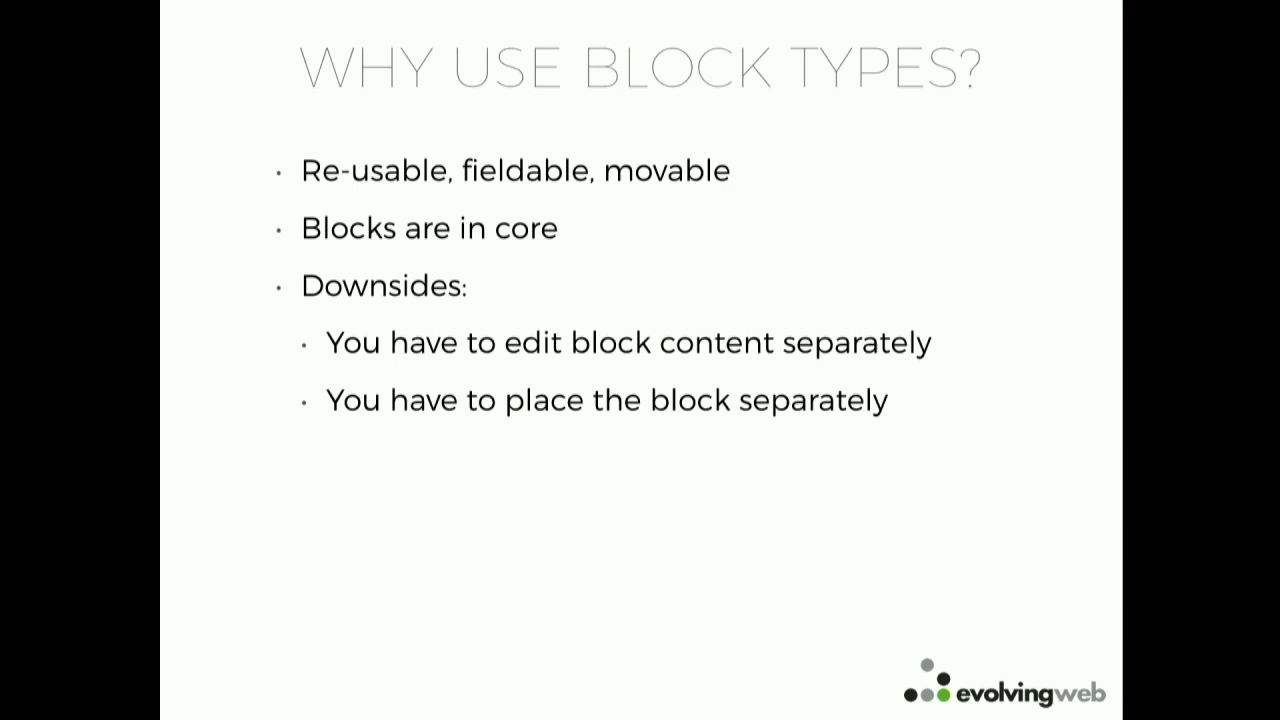 WHY USE BLOCK TYPES?
· Re-usable, fieldable, movable
· Blocks are in core
· Downsides:
· You have to edit block content separately
· You have to place the block separately
evolvingweb